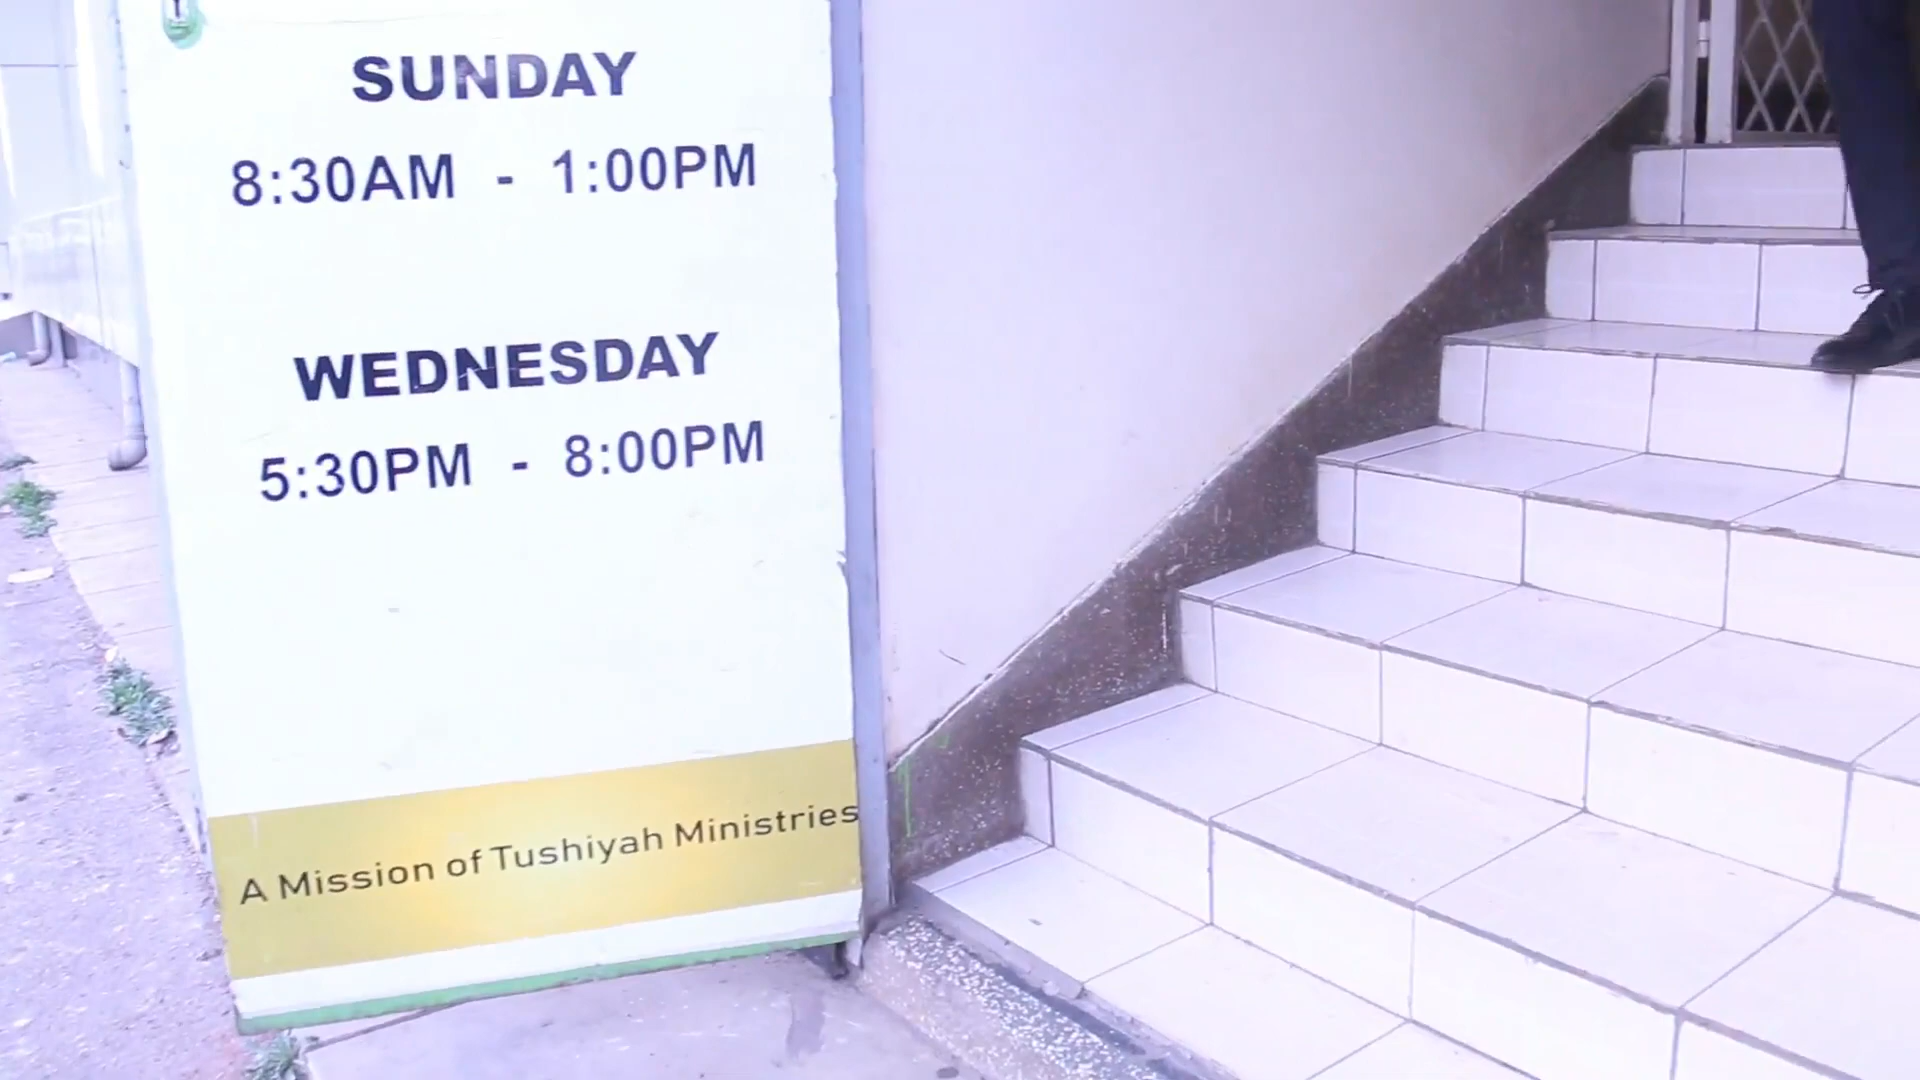 SUNDAY
8:30AM - 1:00PM
WEDNESDAY
5:30PM - 8:00PM
A Mission of Tushiyah Ministries